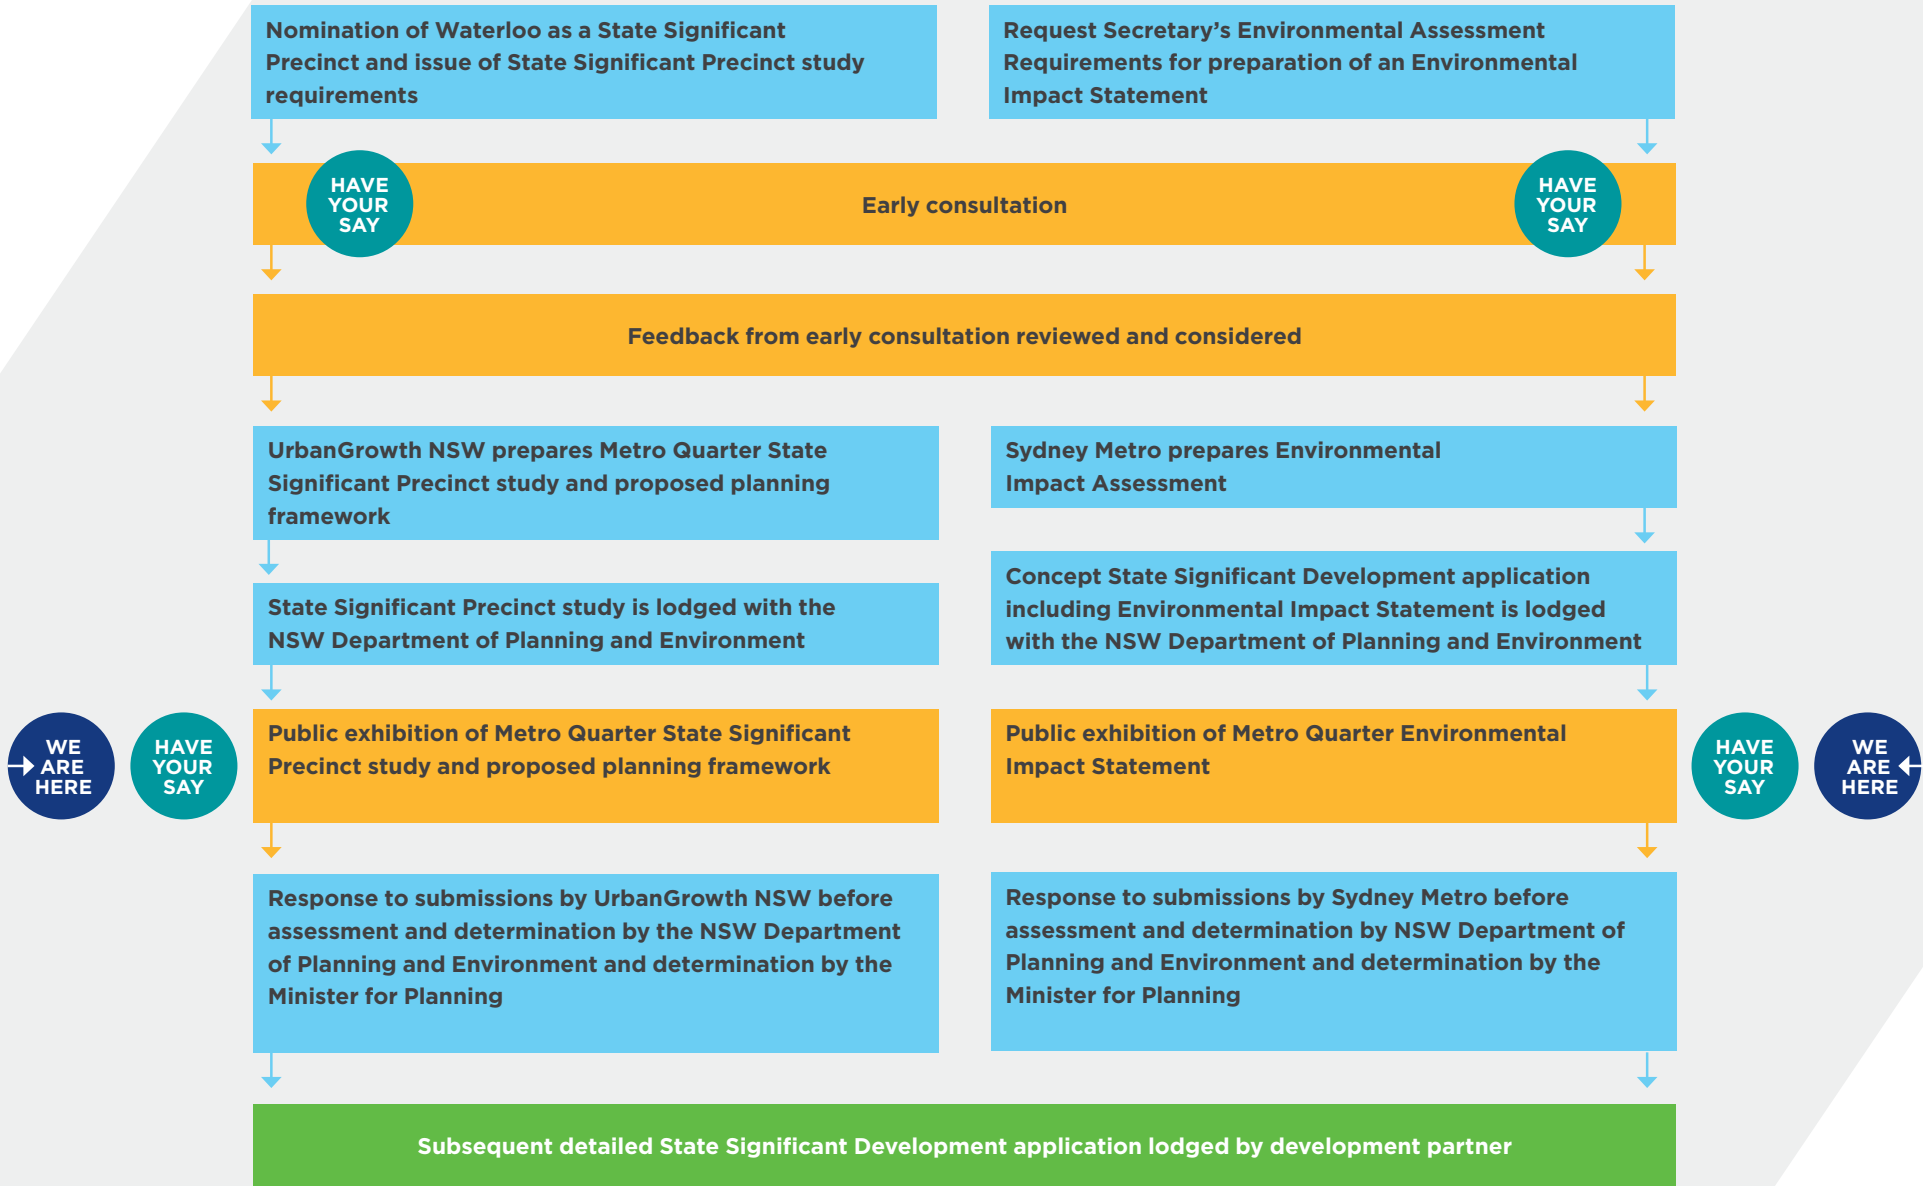 Nomination of Waterloo as a State Significant
Precinct and issue of State Significant Precinct study
requirements
Request Secretary's Environmental Assessment
Requirements for preparation of an Environmental
Impact Statement
HAVE
YOUR
SAY
Early consultation
HAVE
YOUR
SAY
Feedback from early consultation reviewed and considered
UrbanGrowth NSW prepares Metro Quarter State
Significant Precinct study and proposed planning
framework
Sydney Metro prepares Environmental
Impact Assessment
State Significant Precinct study is lodged with the
NSW Department of Planning and Environment
Concept State Significant Development application
including Environmental Impact Statement is lodged
with the NSW Department of Planning and Environment
WE
ARE
HERE
HAVE
YOUR
SAY
Public exhibition of Metro Quarter State Significant
Precinct study and proposed planning framework
Public exhibition of Metro Quarter Environmental
Impact Statement
HAVE
YOUR
SAY
WE
ARE
HERE
Response to submissions by UrbanGrowth NSW before
assessment and determination by the NSW Department
of Planning and Environment and determination by the
Minister for Planning
Response to submissions by Sydney Metro before
assessment and determination by NSW Department of
Planning and Environment and determination by the
Minister for Planning
Subsequent detailed State Significant Development application lodged by development partner